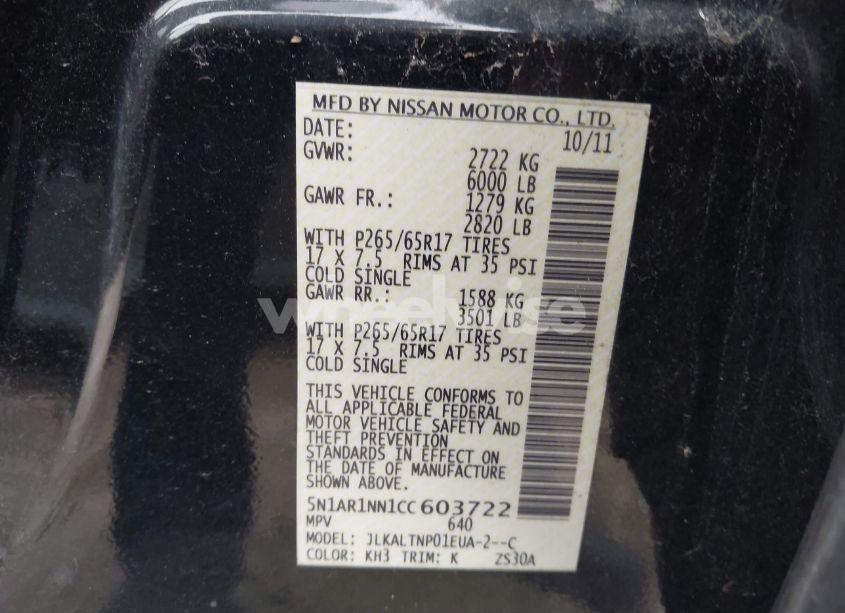 MFD BY NISSAN MOTOR CO., LTD.
DATE: 10/11
GVWR: 2722 KG
6000 LB
GAWR FR.: 1279 KG
2820 LB
WITH P265/65R17 TIRES
17 X 7.5 RIMS AT 35 PSI
COLD SINGLE
GAWR RR.: 1588 KG
3501 LB
WITH P265/65R17 TIRES
17 X 7.5 RIMS AT 35 PSI
COLD SINGLE
THIS VEHICLE CONFORMS TO
ALL APPLICABLE FEDERAL
MOTOR VEHICLE SAFETY AND
THEFT PREVENTION
STANDARDS IN EFFECT ON
THE DATE OF MANUFACTURE
SHOWN ABOVE.
5N1AR1NN1CC603722
MPV 640
MODEL: JLKALTNP01EUA-2--C
COLOR: KH3 TRIM: K ZS30A
wheelwise